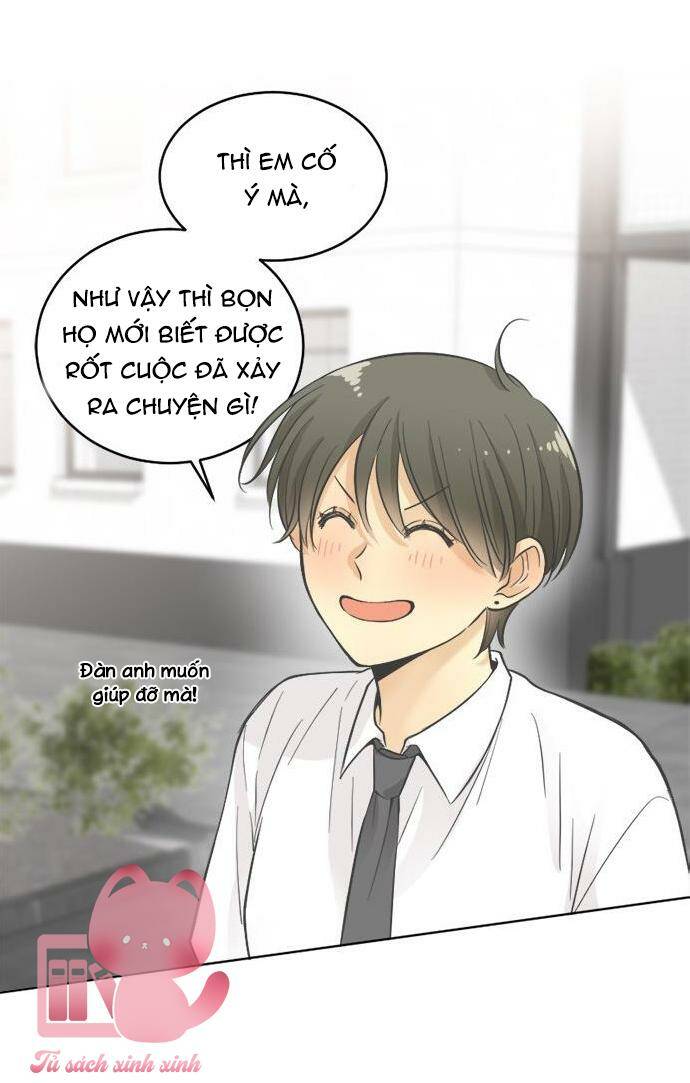 THÌ EM CỐ
Ý MÀ,
NHƯ VẬY THÌ BỌN
HỌ MỚI BIẾT ĐƯỢC
RỐT CUỘC ĐÃ XẢY
RA CHUYỆN GÌ!
Đàn anh muốn
giúp đỡ mà!
Tủ sách xinh xinh